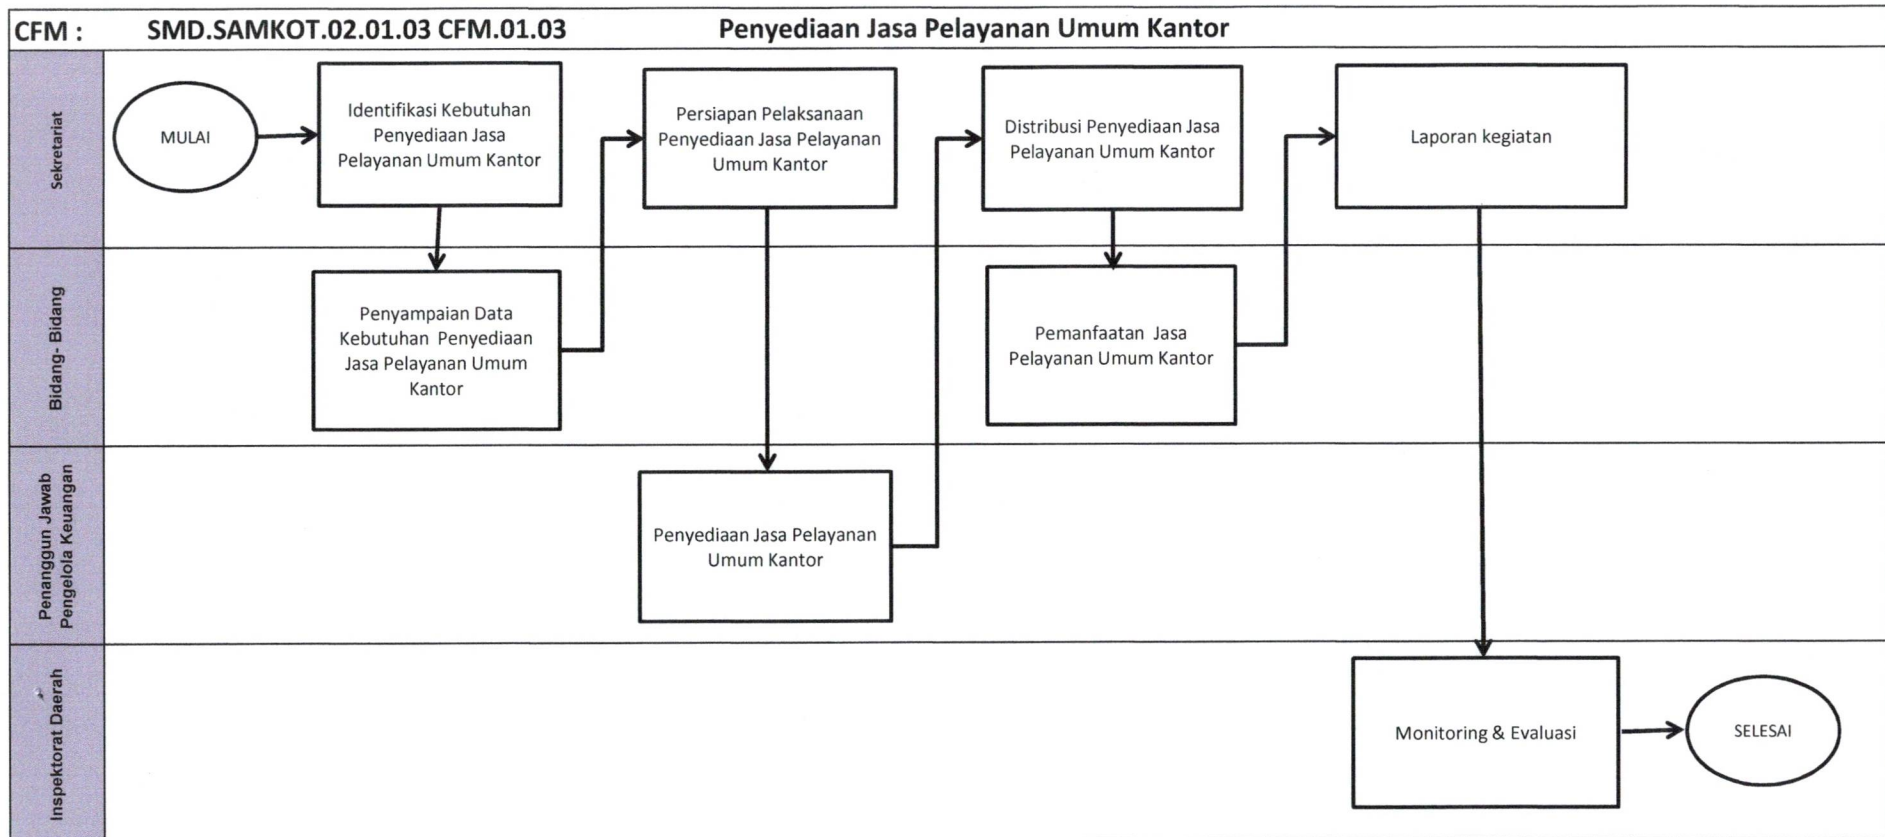 CFM : SMD.SAMKOT.02.01.03 CFM.01.03 Penyediaan Jasa Pelayanan Umum Kantor
Sekretariat
MULAI
Identifikasi Kebutuhan
Penyediaan Jasa
Pelayanan Umum Kantor
Persiapan Pelaksanaan
Penyediaan Jasa Pelayanan
Umum Kantor
Distribusi Penyediaan Jasa
Pelayanan Umum Kantor
Laporan kegiatan
Bidang- Bidang
Penyampaian Data
Kebutuhan Penyediaan
Jasa Pelayanan Umum
Kantor
Pemanfaatan Jasa
Pelayanan Umum Kantor
Penanggun Jawab
Pengelola Keuangan
Penyediaan Jasa Pelayanan
Umum Kantor
Inspektorat Daerah
Monitoring & Evaluasi
SELESAI